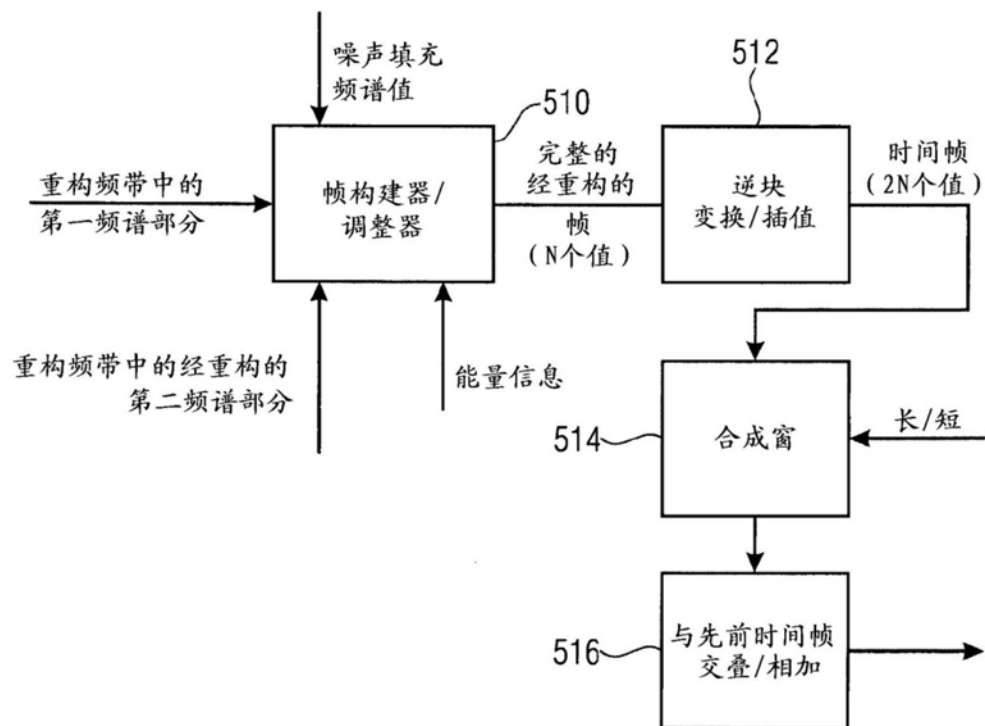 噪声填充
频谱值
510
512
重构频带中的
第一频谱部分
帧构建器/
调整器
完整的
经重构的
帧
(N个值)
逆块
变换/插值
时间帧
(2N个值)
重构频带中的经重构的
第二频谱部分
能量信息
514
合成窗
长/短
516
与先前时间帧
交叠/相加